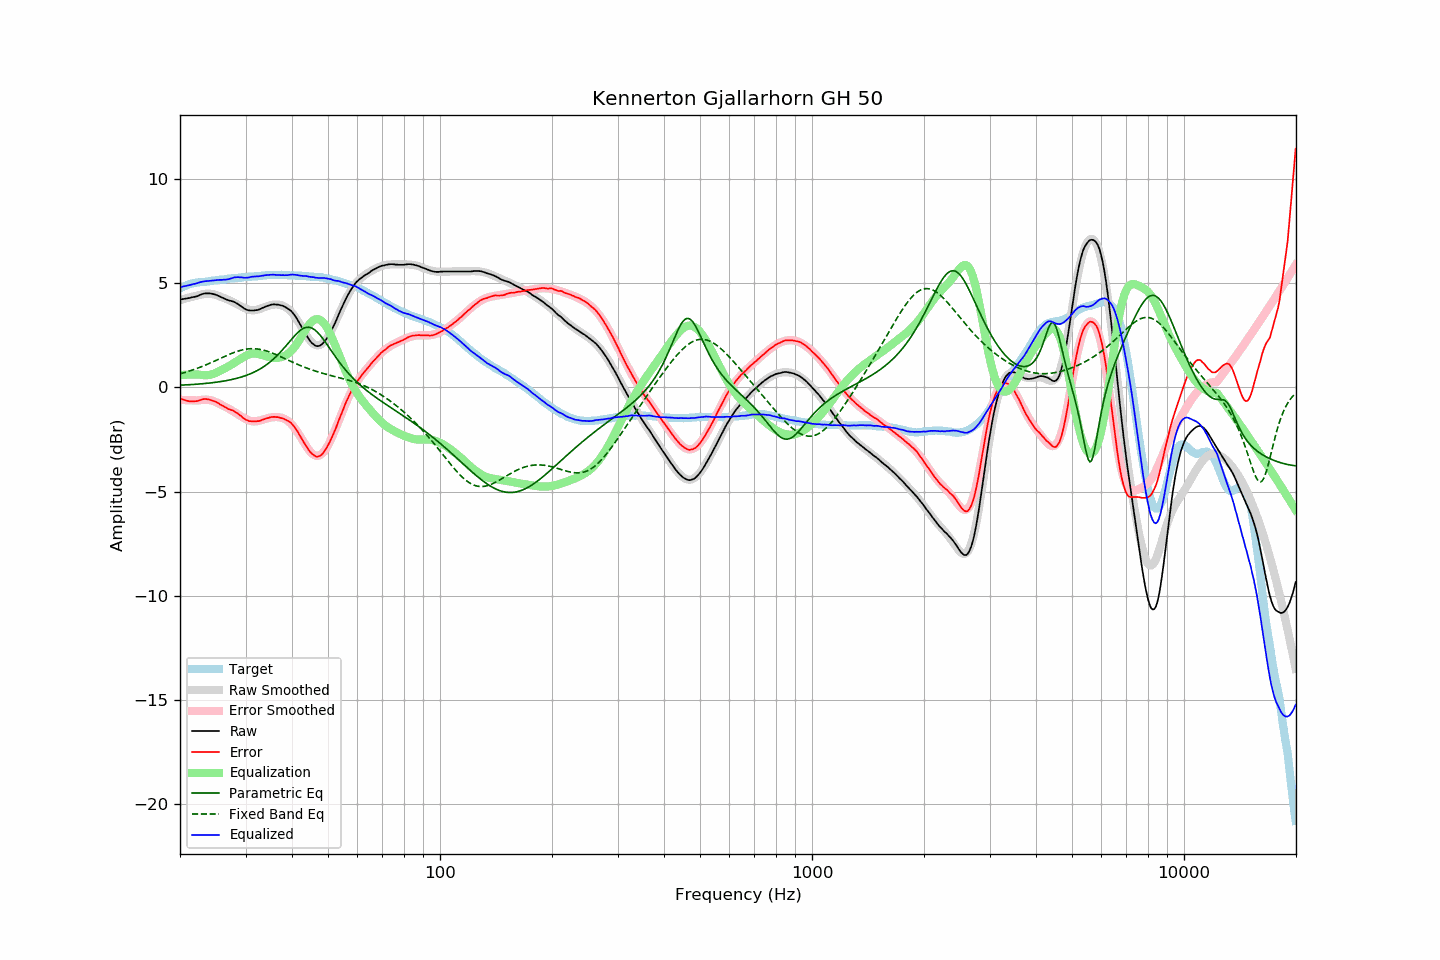 Kennerton Gjallarhorn GH 50
Amplitude (dBr)
10
5
0
−5
−10
−15
−20
Target
Raw Smoothed
Error Smoothed
Raw
Error
Equalization
Parametric Eq
Fixed Band Eq
Equalized
100
1000
10000
Frequency (Hz)